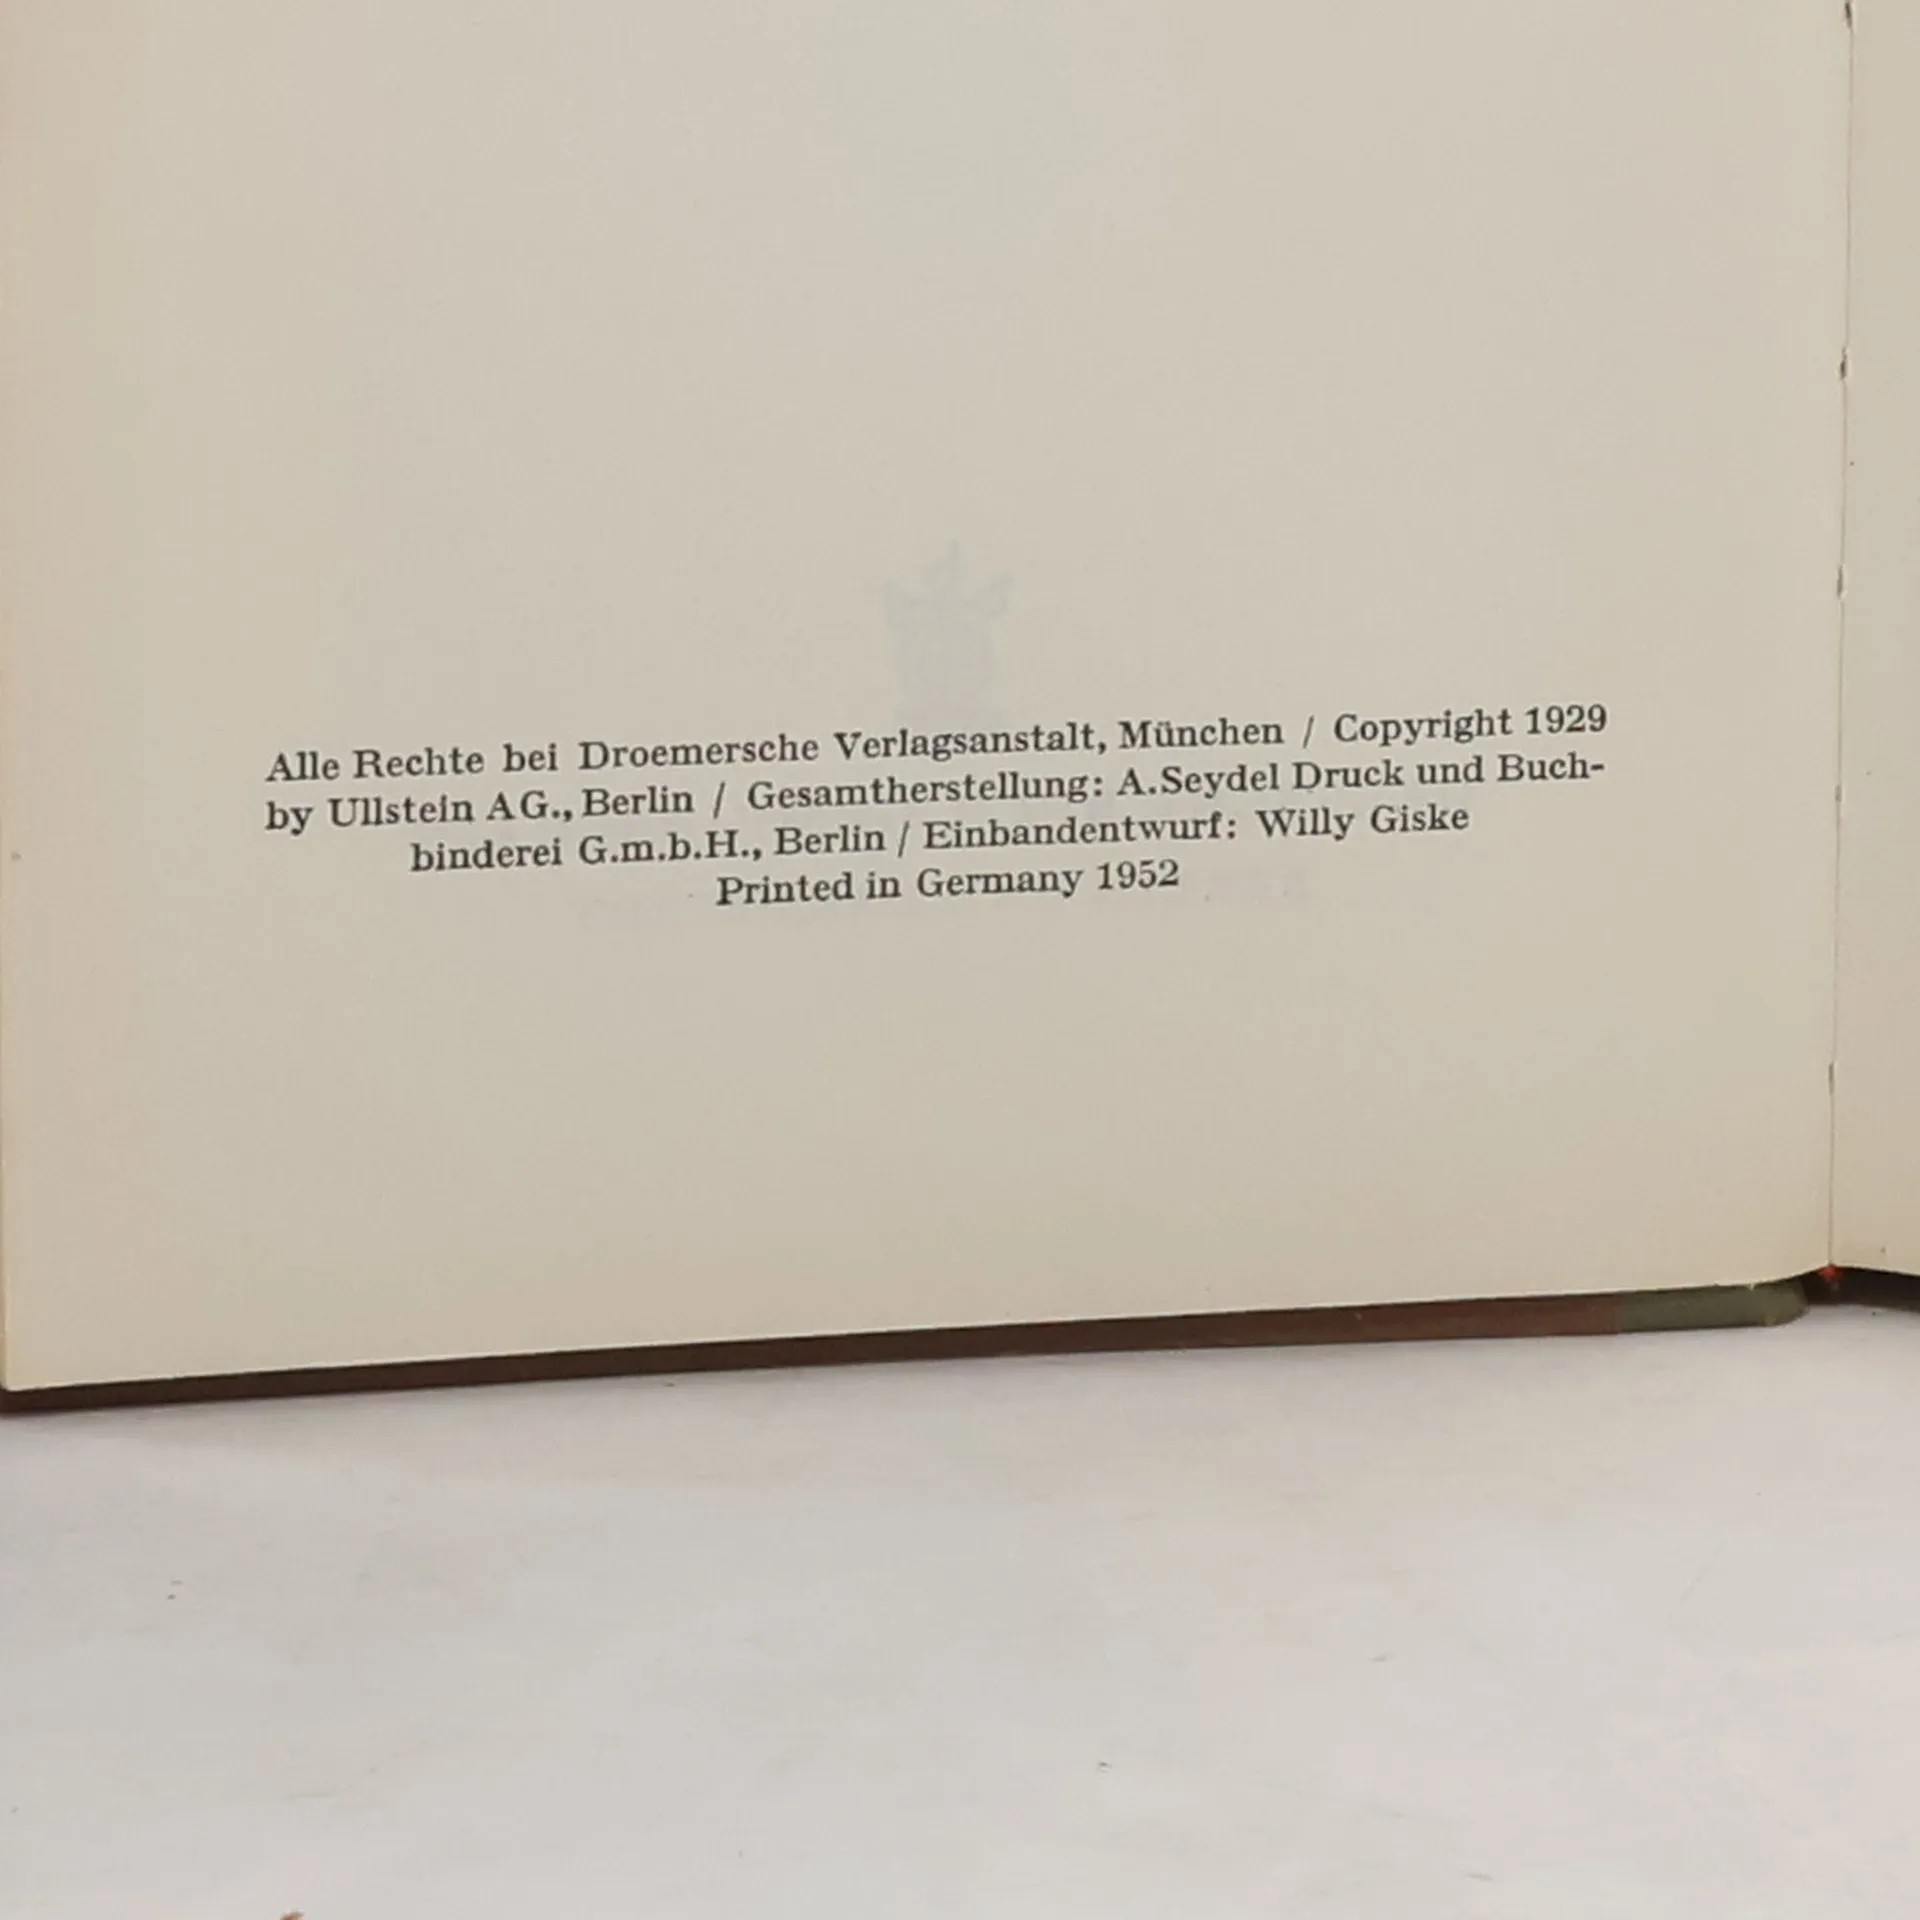 Alle Rechte bei Droemersche Verlagsanstalt, München / Copyright 1929
by Ullstein AG., Berlin / Gesamtherstellung: A. Seydel Druck und Buch-
binderei G.m.b.H., Berlin / Einbandentwurf: Willy Giske
Printed in Germany 1952